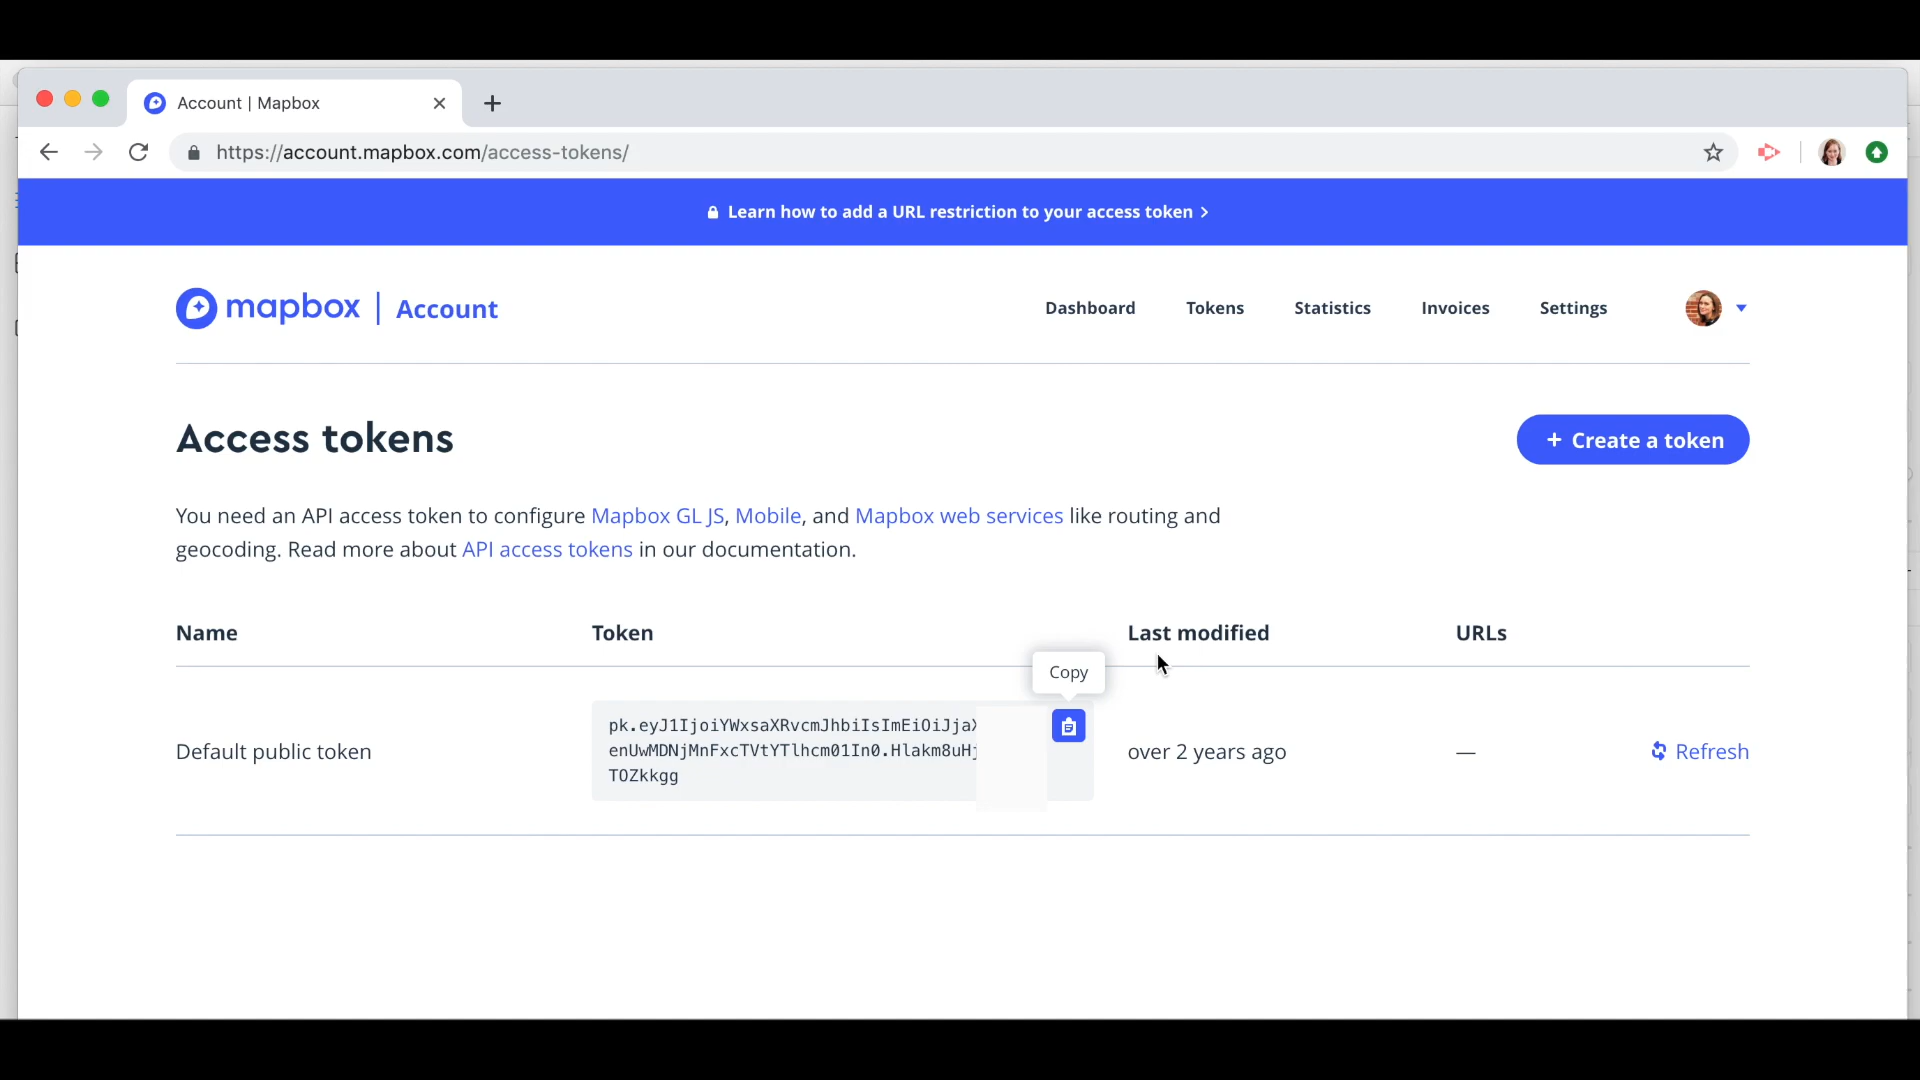 Account | Mapbox
https://account.mapbox.com/access-tokens/
Learn how to add a URL restriction to your access token >
mapbox | Account
Dashboard Tokens Statistics Invoices Settings
Access tokens
+ Create a token
You need an API access token to configure Mapbox GL JS, Mobile, and Mapbox web services like routing and
geocoding. Read more about API access tokens in our documentation.
Name Token Last modified URLs
Copy
pk.eyJ1IjoiYWxsaXRvcmJhbiIsImEiOiJja
enUwMDNjMnFxcTVtYTlhcm01In0.Hlakm8uH
TOZkkgg
Default public token over 2 years ago — Refresh